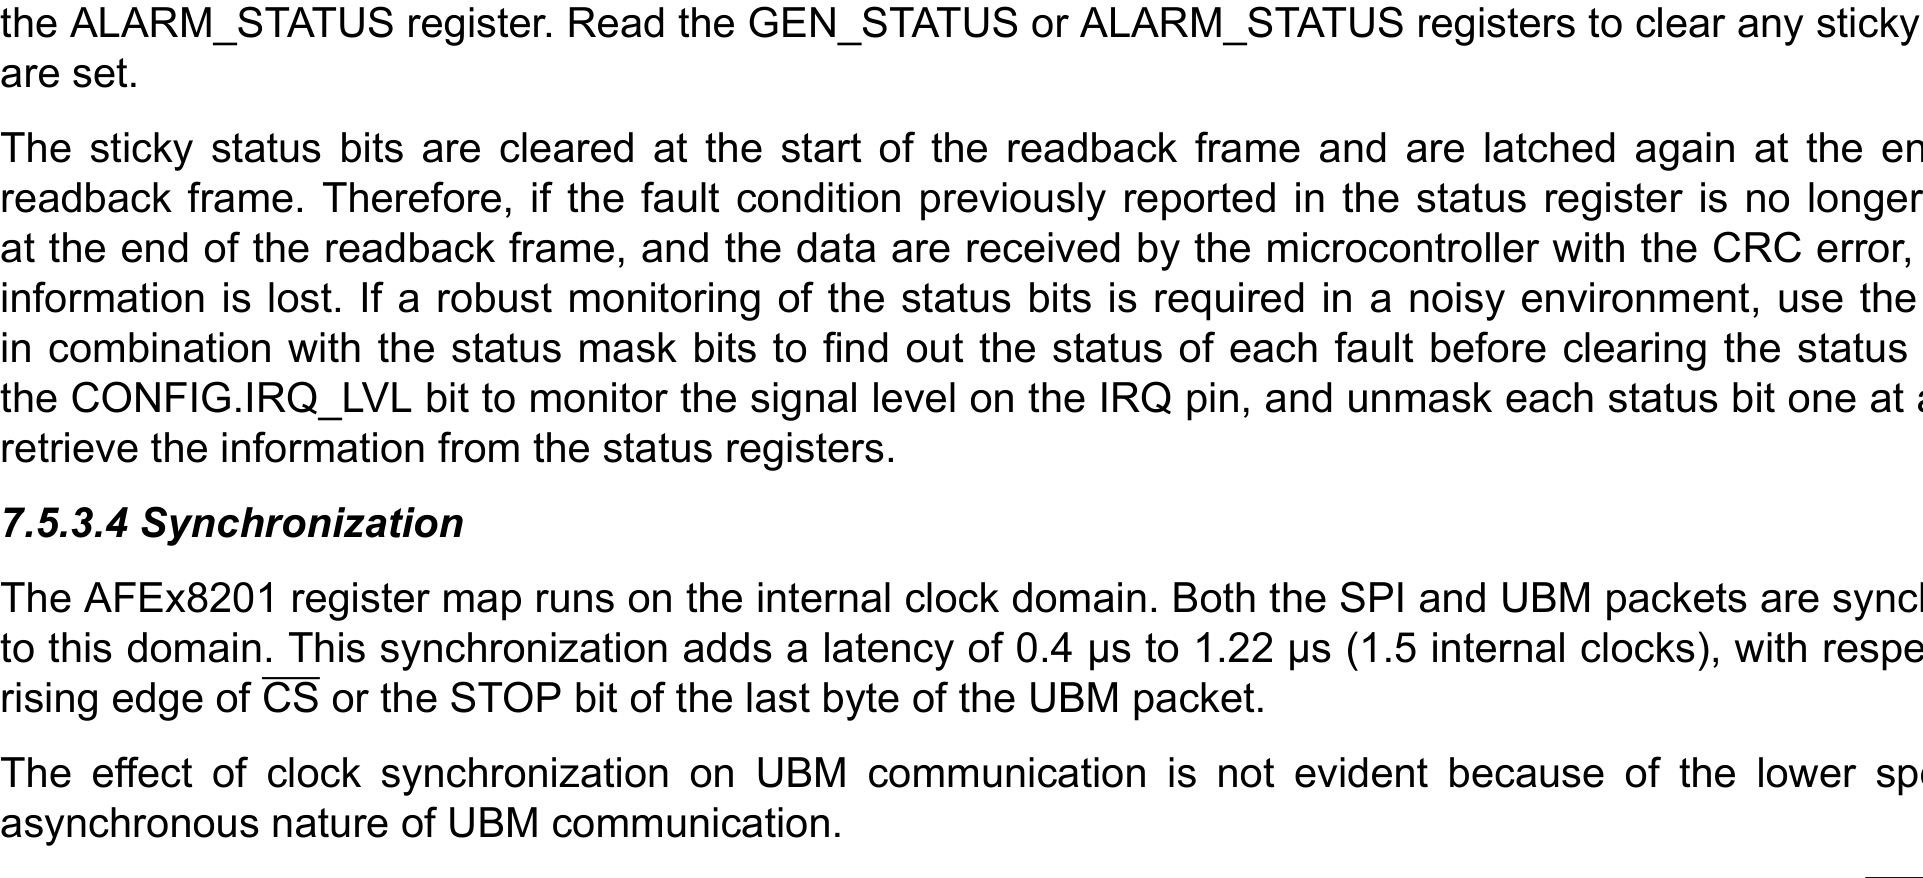 the ALARM_STATUS register. Read the GEN_STATUS or ALARM_STATUS registers to clear any sticky
are set.
The sticky status bits are cleared at the start of the readback frame and are latched again at the
readback frame. Therefore, if the fault condition previously reported in the status register is no longer
at the end of the readback frame, and the data are received by the microcontroller with the CRC error,
information is lost. If a robust monitoring of the status bits is required in a noisy environment, use the
in combination with the status mask bits to find out the status of each fault before clearing the status
the CONFIG.IRQ_LVL bit to monitor the signal level on the IRQ pin, and unmask each status bit one at
retrieve the information from the status registers.
7.5.3.4 Synchronization
The AFEx8201 register map runs on the internal clock domain. Both the SPI and UBM packets are
to this domain. This synchronization adds a latency of 0.4 µs to 1.22 µs (1.5 internal clocks), with
rising edge of C̅S̅ or the STOP bit of the last byte of the UBM packet.
The effect of clock synchronization on UBM communication is not evident because of the lower
asynchronous nature of UBM communication.